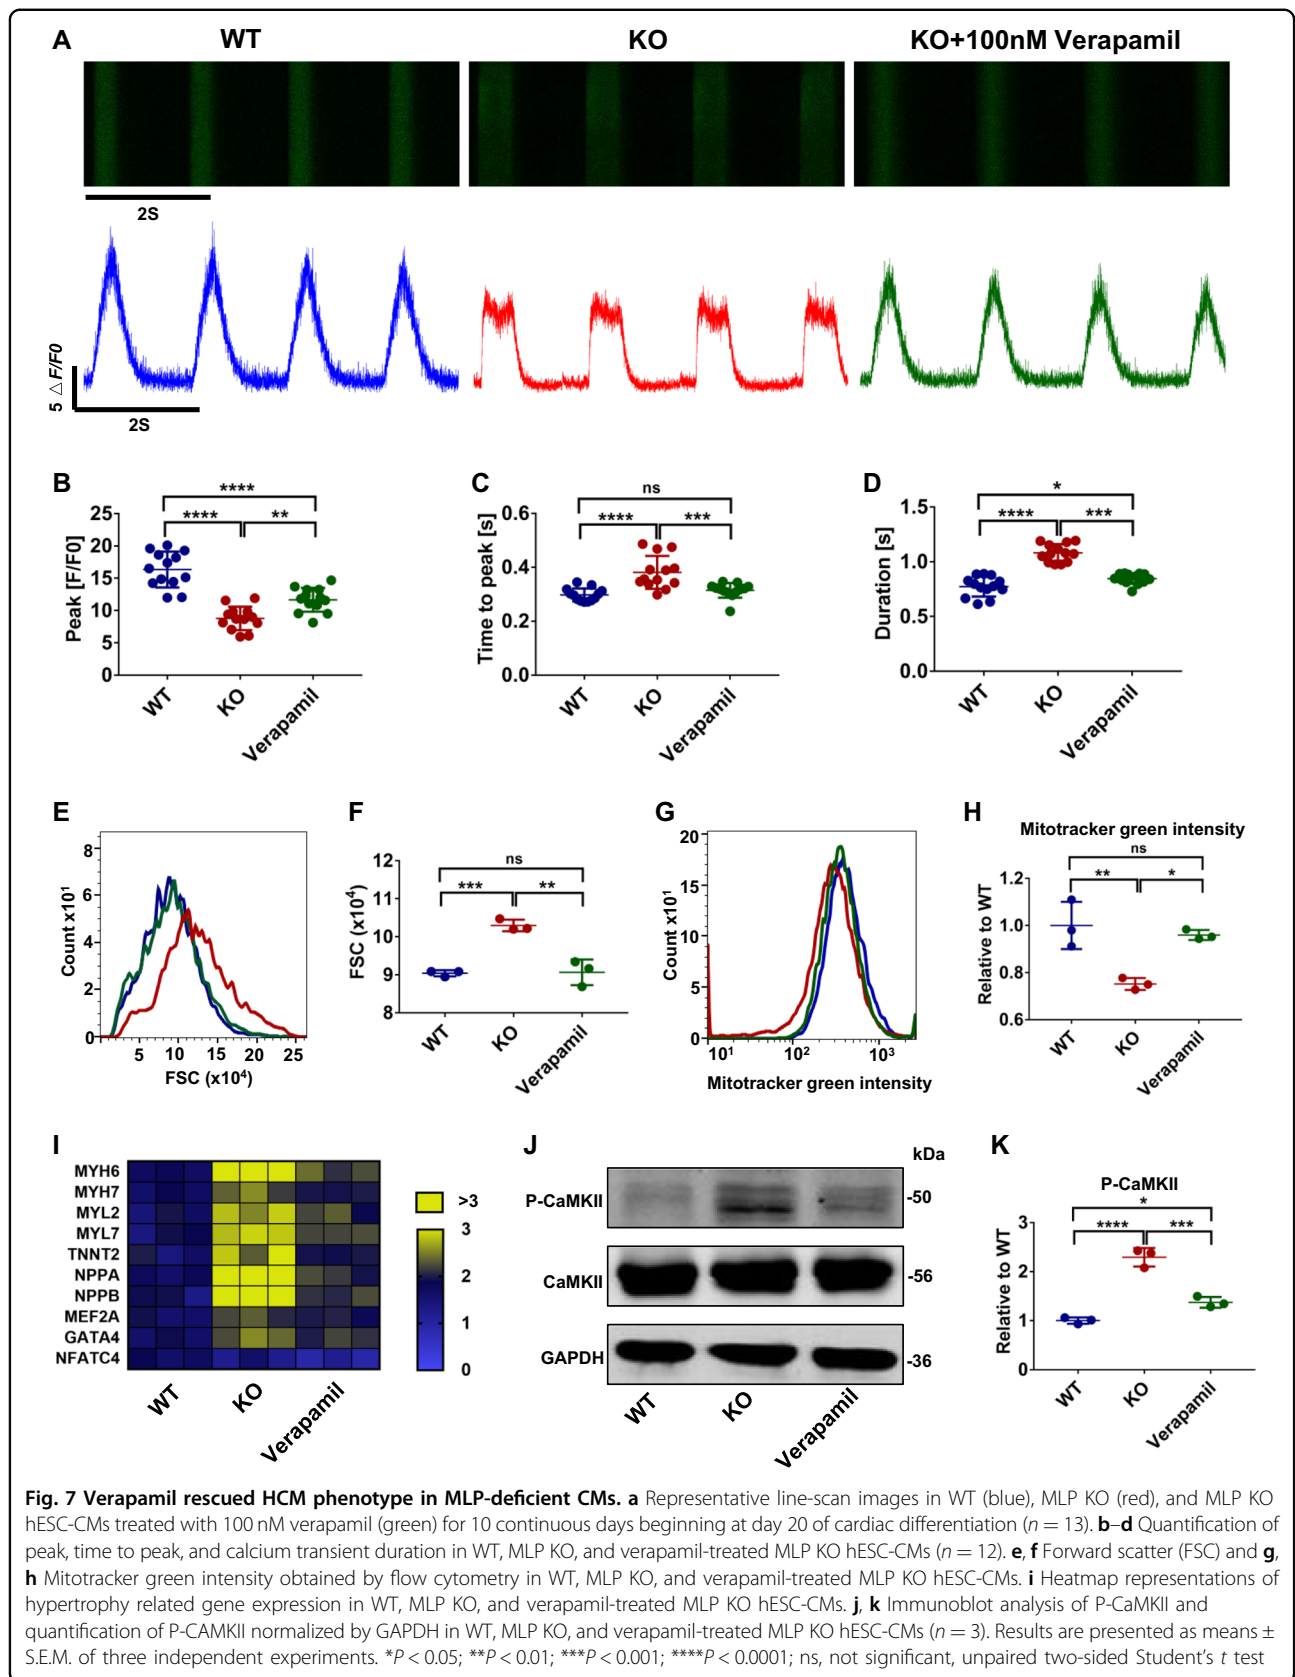 A
WT
KO
KO+100nM Verapamil
2S
5 △ F/F0
2S
B
****
****
**
Peak [F/F0]
25
20
15
10
5
0
WT
KO
Verapamil
C
ns
****
***
Time to peak [s]
0.6
0.4
0.2
0.0
WT
KO
Verapamil
D
*
****
***
Duration [s]
1.5
1.0
0.5
0.0
WT
KO
Verapamil
E
Count x10¹
8
6
4
2
0
5 10 15 20 25
FSC (x10⁴)
F
ns
***
**
FSC (x10⁴)
12
11
10
9
8
WT
KO
Verapamil
G
Count x10¹
20
15
10
5
0
10¹ 10² 10³
Mitotracker green intensity
H
Mitotracker green intensity
ns
**
*
Relative to WT
1.2
1.0
0.8
0.6
WT
KO
Verapamil
I
MYH6
MYH7
MYL2
MYL7
TNNT2
NPPA
NPPB
MEF2A
GATA4
NFATC4
WT
KO
Verapamil
>3
3
2
1
0
J
kDa
P-CaMKII
-50
CaMKII
-56
GAPDH
-36
WT
KO
Verapamil
K
P-CaMKII
*
****
***
Relative to WT
3
2
1
0
WT
KO
Verapamil
Fig. 7 Verapamil rescued HCM phenotype in MLP-deficient CMs. a Representative line-scan images in WT (blue), MLP KO (red), and MLP KO
hESC-CMs treated with 100 nM verapamil (green) for 10 continuous days beginning at day 20 of cardiac differentiation (n = 13). b–d Quantification of
peak, time to peak, and calcium transient duration in WT, MLP KO, and verapamil-treated MLP KO hESC-CMs (n = 12). e, f Forward scatter (FSC) and g,
h Mitotracker green intensity obtained by flow cytometry in WT, MLP KO, and verapamil-treated MLP KO hESC-CMs. i Heatmap representations of
hypertrophy related gene expression in WT, MLP KO, and verapamil-treated MLP KO hESC-CMs. j, k Immunoblot analysis of P-CaMKII and
quantification of P-CAMKII normalized by GAPDH in WT, MLP KO, and verapamil-treated MLP KO hESC-CMs (n = 3). Results are presented as means ±
S.E.M. of three independent experiments. *P < 0.05; **P < 0.01; ***P < 0.001; ****P < 0.0001; ns, not significant, unpaired two-sided Student's t test